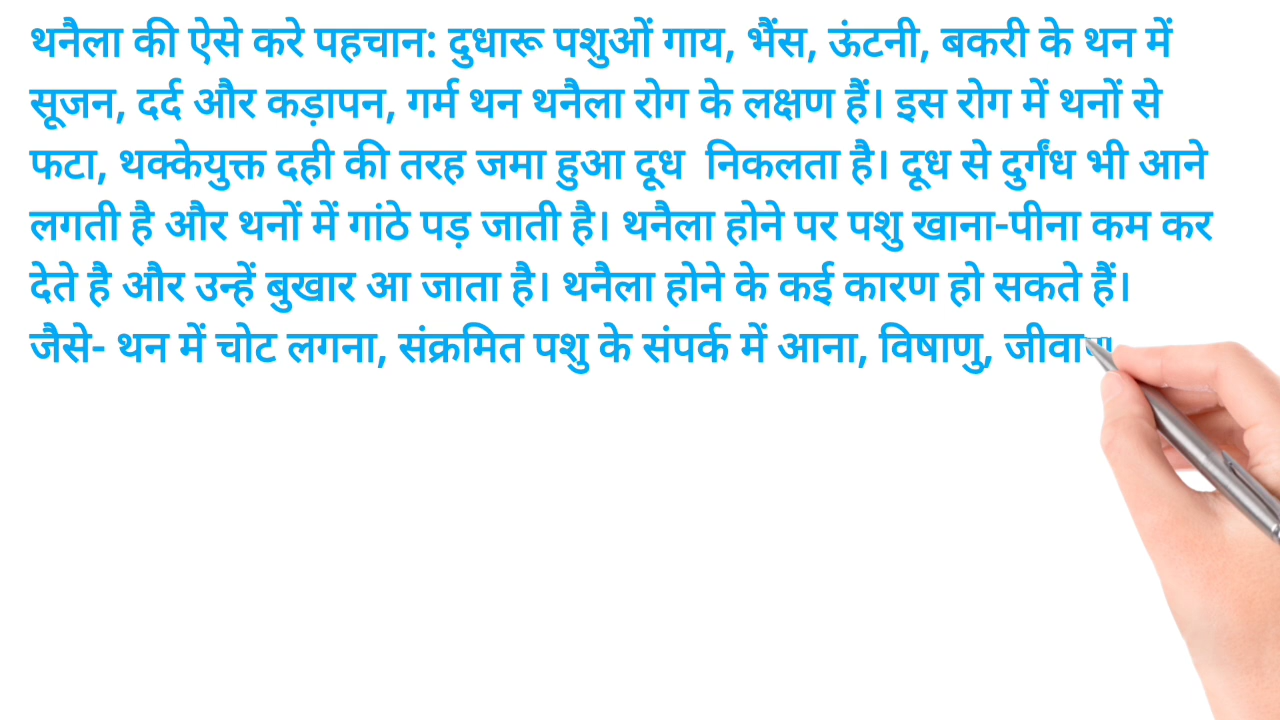 थनैला की ऐसे करे पहचान: दुधारू पशुओं गाय, भैंस, ऊंटनी, बकरी के थन में
सूजन, दर्द और कड़ापन, गर्म थन थनैला रोग के लक्षण हैं। इस रोग में थनों से
फटा, थक्केयुक्त दही की तरह जमा हुआ दूध  निकलता है। दूध से दुर्गंध भी आने
लगती है और थनों में गांठे पड़ जाती है। थनैला होने पर पशु खाना-पीना कम कर
देते है और उन्हें बुखार आ जाता है। थनैला होने के कई कारण हो सकते हैं।
जैसे- थन में चोट लगना, संक्रमित पशु के संपर्क में आना, विषाणु,